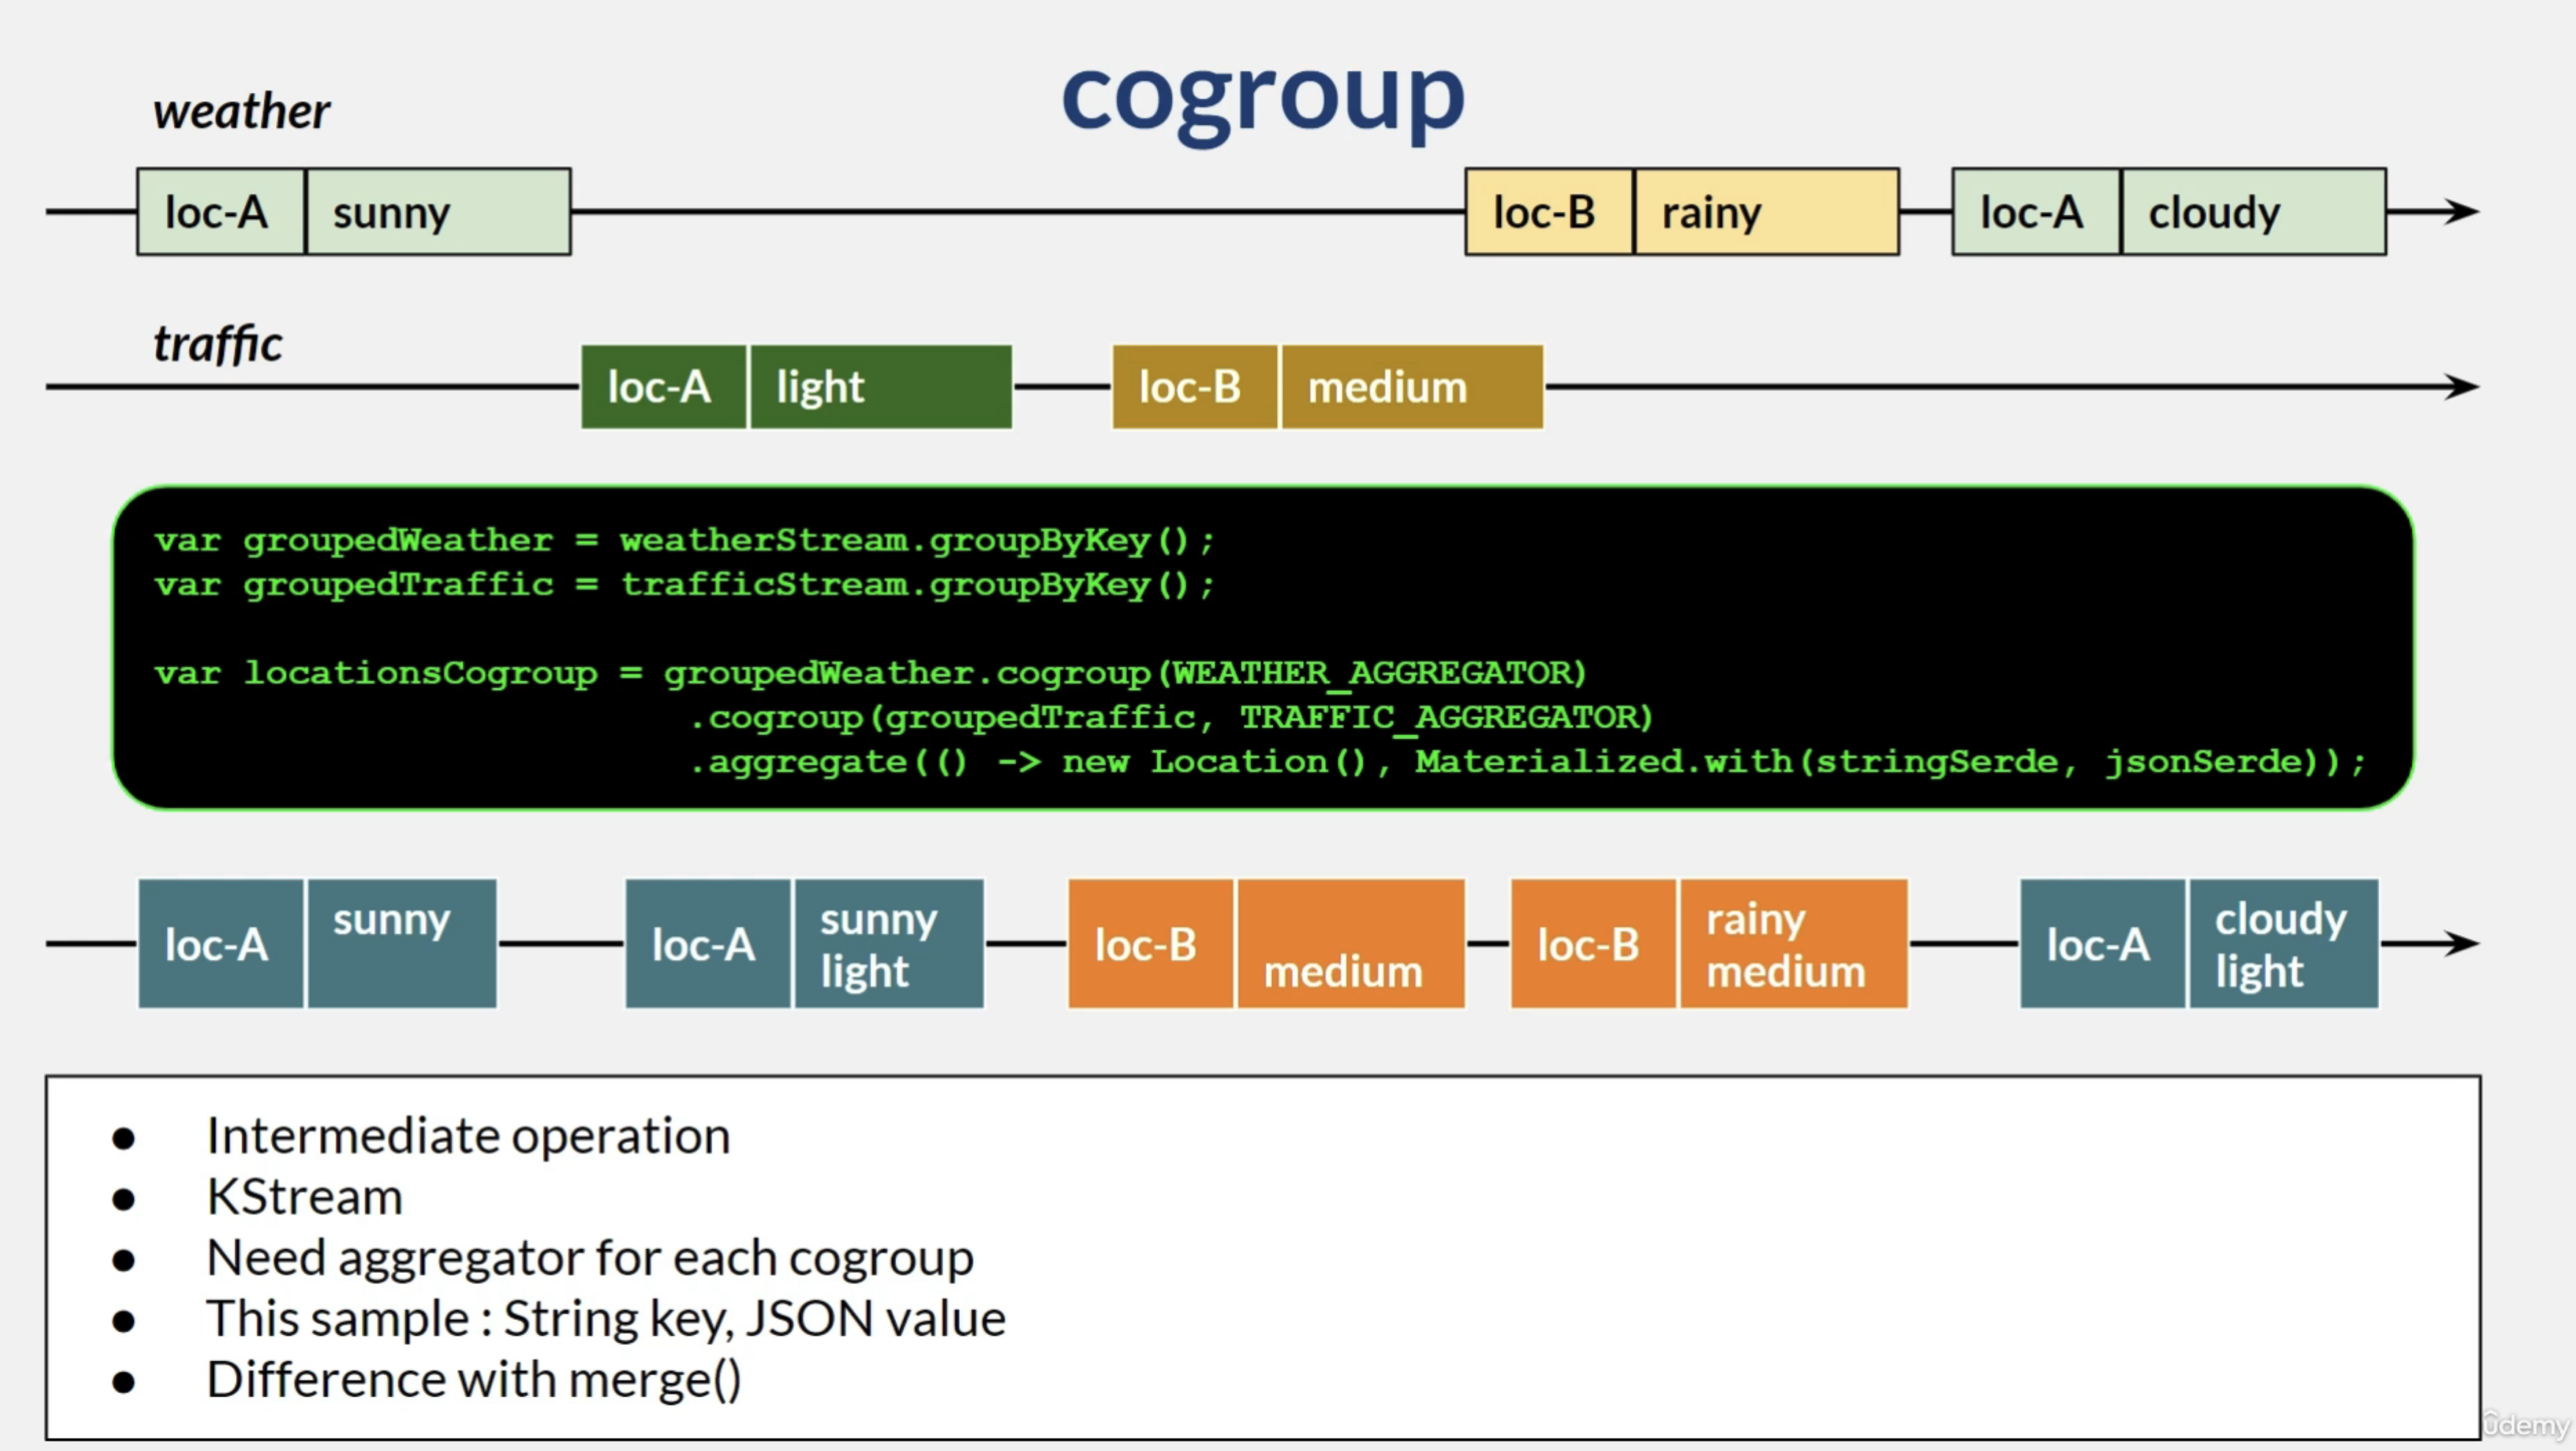 cogroup
weather
loc-A sunny loc-B rainy loc-A cloudy
traffic
loc-A light loc-B medium
var groupedWeather = weatherStream.groupByKey();
var groupedTraffic = trafficStream.groupByKey();
var locationsCogroup = groupedWeather.cogroup(WEATHER_AGGREGATOR)
.cogroup(groupedTraffic, TRAFFIC_AGGREGATOR)
.aggregate(() -> new Location(), Materialized.with(stringSerde, jsonSerde));
loc-A sunny
loc-A sunny
light
loc-B medium
loc-B rainy
medium
loc-A cloudy
light
● Intermediate operation
● KStream
● Need aggregator for each cogroup
● This sample : String key, JSON value
● Difference with merge()
ûdemy